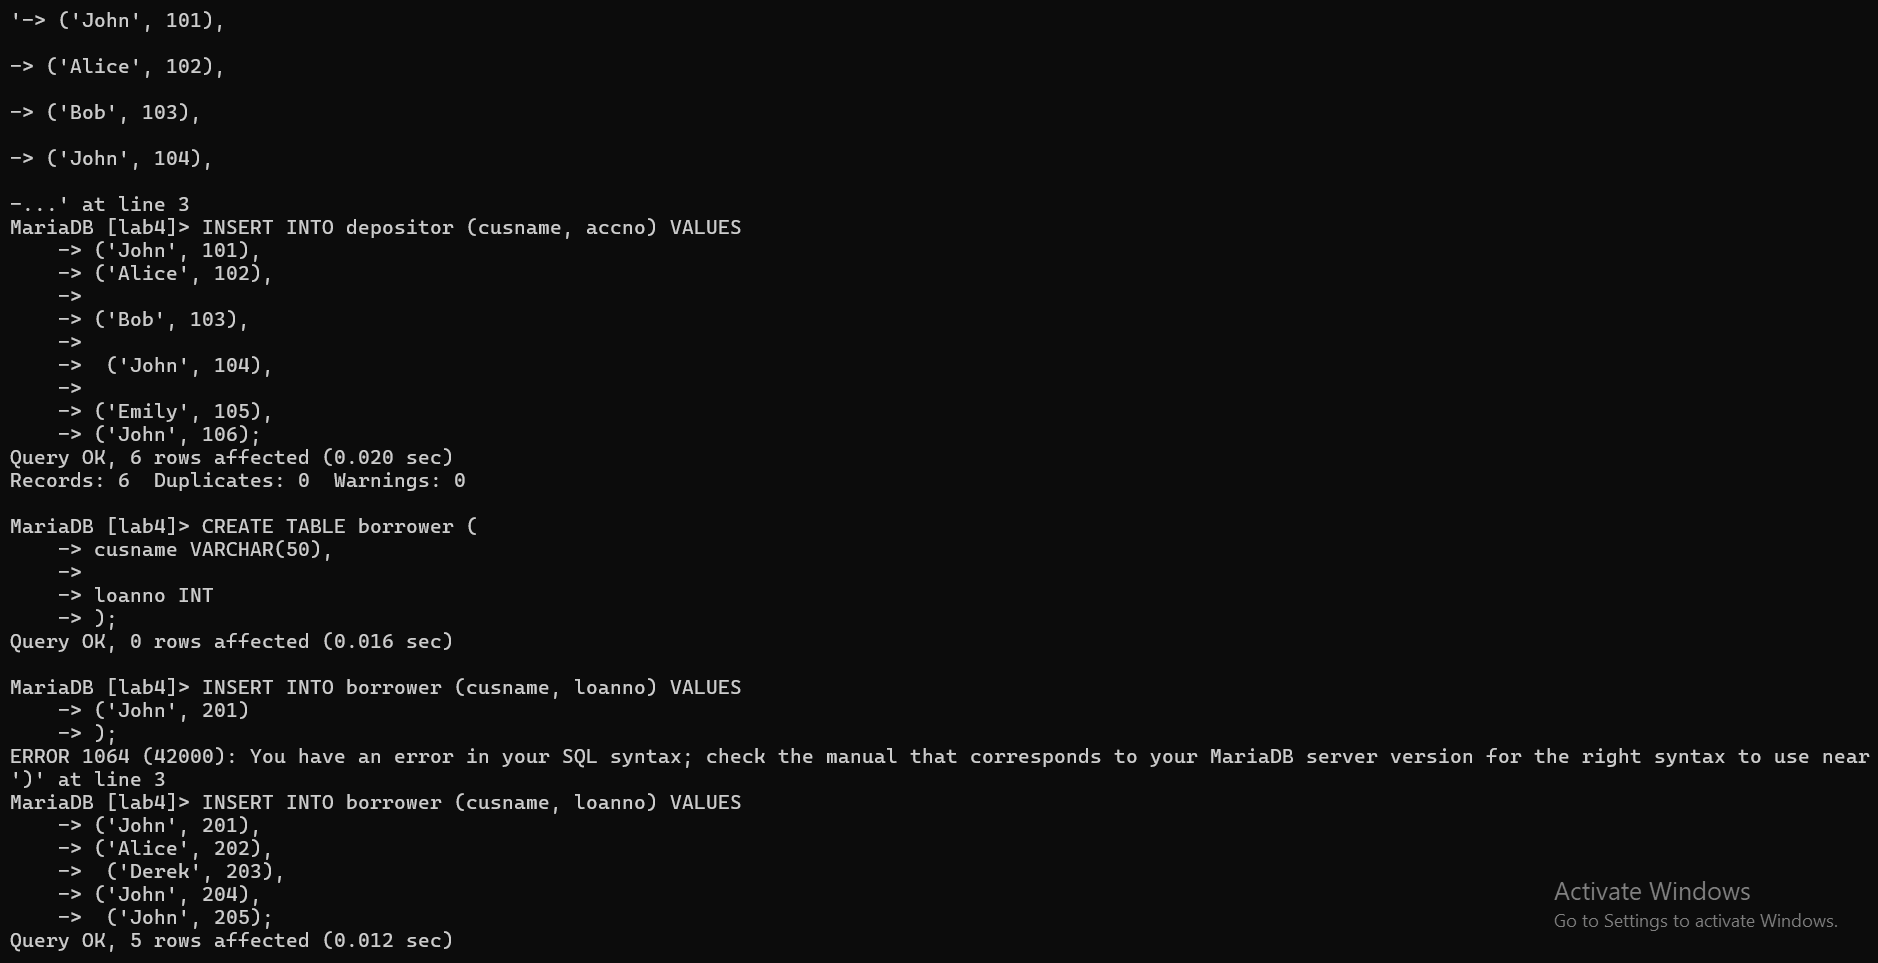 '-> ('John', 101),
-> ('Alice', 102),
-> ('Bob', 103),
-> ('John', 104),
-...' at line 3
MariaDB [lab4]> INSERT INTO depositor (cusname, accno) VALUES
    -> ('John', 101),
    -> ('Alice', 102),
    ->
    -> ('Bob', 103),
    ->
    ->  ('John', 104),
    ->
    -> ('Emily', 105),
    -> ('John', 106);
Query OK, 6 rows affected (0.020 sec)
Records: 6  Duplicates: 0  Warnings: 0
MariaDB [lab4]> CREATE TABLE borrower (
    -> cusname VARCHAR(50),
    ->
    -> loanno INT
    -> );
Query OK, 0 rows affected (0.016 sec)
MariaDB [lab4]> INSERT INTO borrower (cusname, loanno) VALUES
    -> ('John', 201)
    -> );
ERROR 1064 (42000): You have an error in your SQL syntax; check the manual that corresponds to your MariaDB server version for the right syntax to use near
')' at line 3
MariaDB [lab4]> INSERT INTO borrower (cusname, loanno) VALUES
    -> ('John', 201),
    -> ('Alice', 202),
    ->  ('Derek', 203),
    -> ('John', 204),
    ->  ('John', 205);
Query OK, 5 rows affected (0.012 sec)
Activate Windows
Go to Settings to activate Windows.